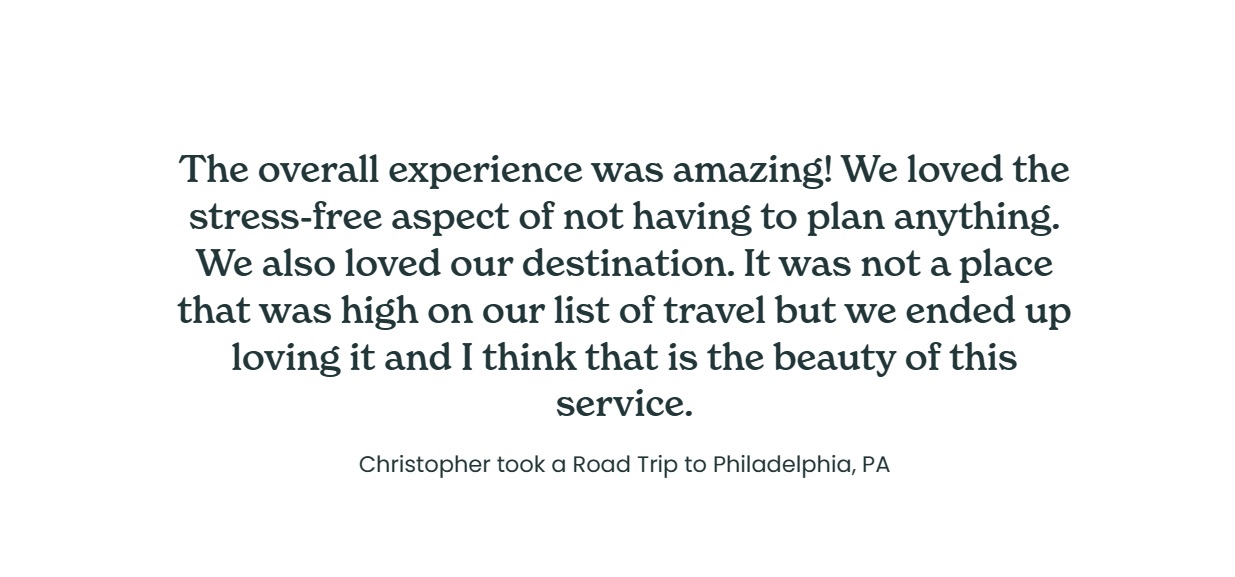 The overall experience was amazing! We loved the
stress-free aspect of not having to plan anything.
We also loved our destination. It was not a place
that was high on our list of travel but we ended up
loving it and I think that is the beauty of this
service.
Christopher took a Road Trip to Philadelphia, PA